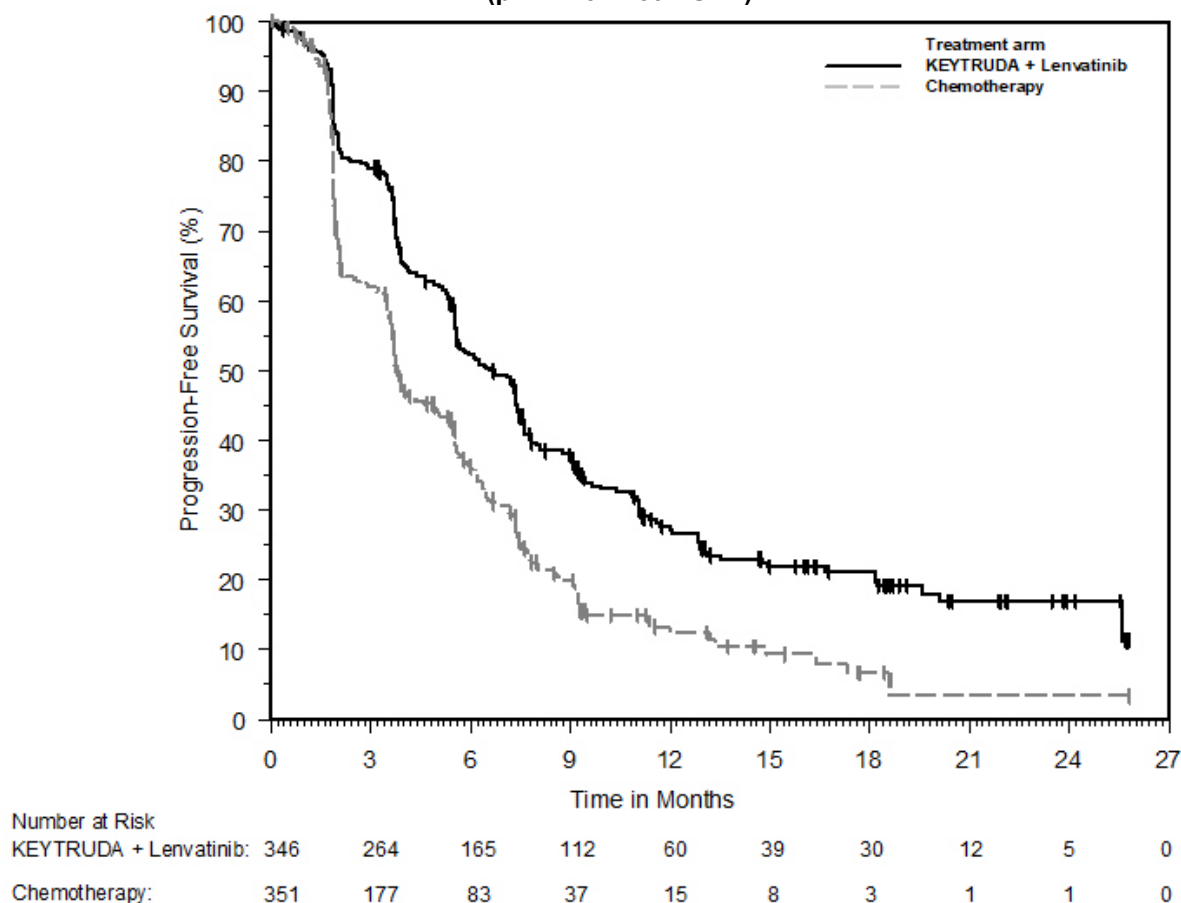 100
90
80
70
60
50
40
30
20
10
0
Progression-Free Survival (%)
Treatment arm
KEYTRUDA + Lenvatinib
Chemotherapy
0 3 6 9 12 15 18 21 24 27
Time in Months
Number at Risk
KEYTRUDA + Lenvatinib: 346 264 165 112 60 39 30 12 5 0
Chemotherapy: 351 177 83 37 15 8 3 1 1 0